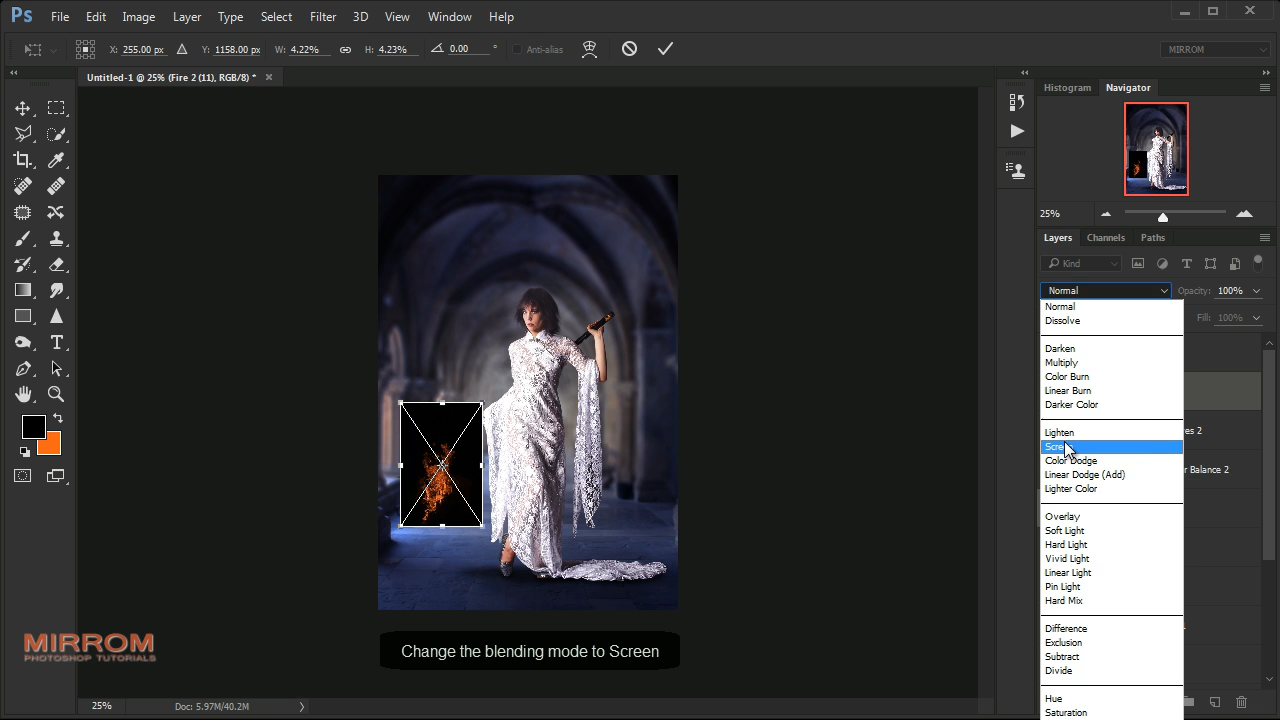 Ps File Edit Image Layer Type Select Filter 3D View Window Help
X: 255.00 px Y: 1158.00 px W: 4.22% H: 4.23% 0.00 ° Anti-alias MIRROM
Untitled-1 @ 25% (Fire 2 (11), RGB/8) * ×
Histogram Navigator
25%
Layers Channels Paths
Kind
Normal Opacity: 100%
Normal
Fill: 100%
Dissolve
Darken
Multiply
Color Burn
Linear Burn
Darker Color
Lighten
Screen
Color Dodge
Linear Dodge (Add)
Lighter Color
Overlay
Soft Light
Hard Light
Vivid Light
Linear Light
Pin Light
Hard Mix
Difference
Exclusion
Subtract
Divide
Hue
Saturation
es 2
r Balance 2
MIRROM
PHOTOSHOP TUTORIALS
Change the blending mode to Screen
25% Doc: 5.97M/40.2M